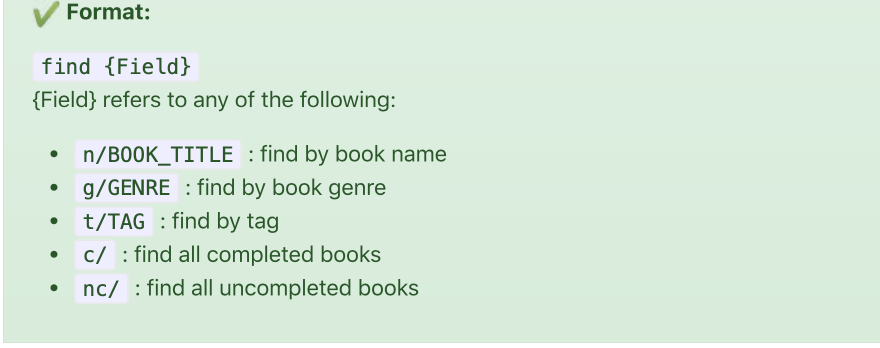 ✔ Format:
find {Field}
{Field} refers to any of the following:
• n/BOOK_TITLE : find by book name
• g/GENRE : find by book genre
• t/TAG : find by tag
• c/ : find all completed books
• nc/ : find all uncompleted books